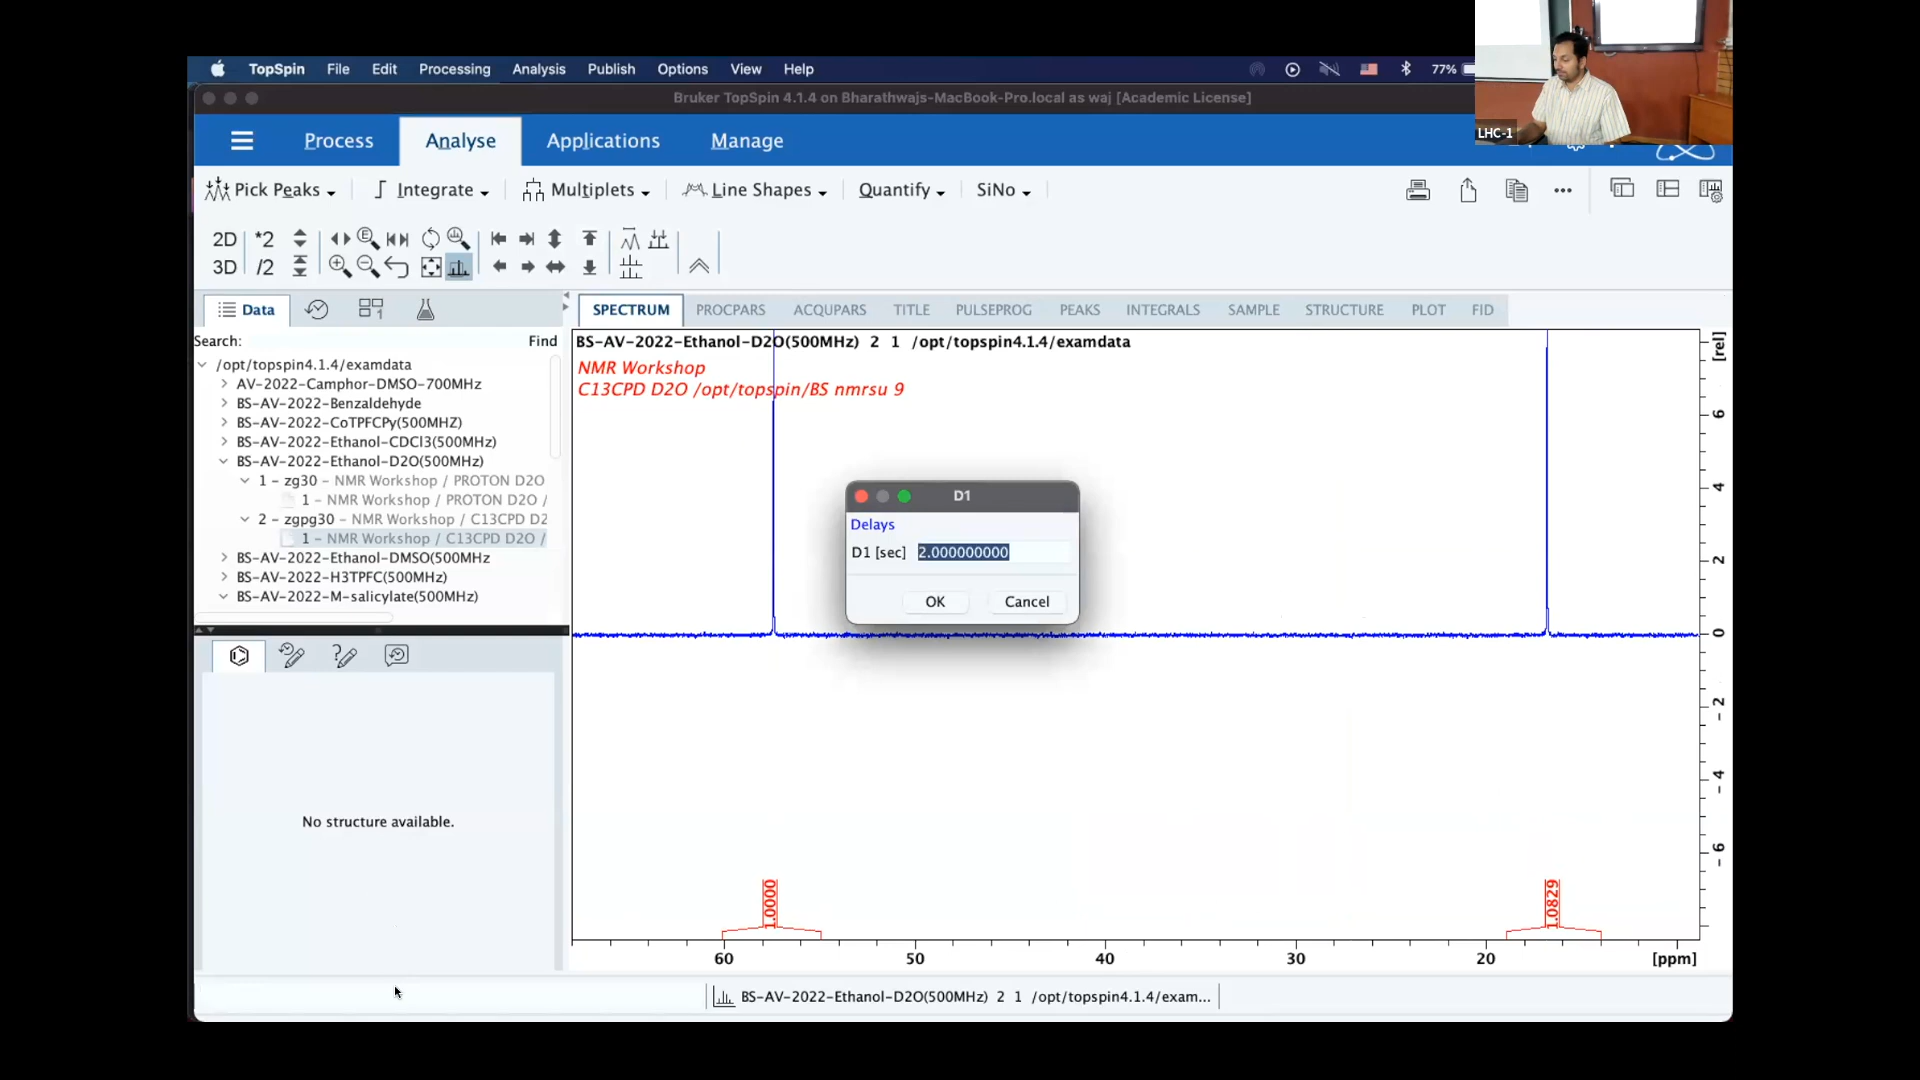 TopSpin File Edit Processing Analysis Publish Options View Help
77%
Bruker TopSpin 4.1.4 on Bharathwajs-MacBook-Pro.local as waj [Academic License]
LHC-1
Process Analyse Applications Manage
Pick Peaks Integrate Multiplets Line Shapes Quantify SiNo
2D *2
3D /2
Data
SPECTRUM PROCPARS ACQUPARS TITLE PULSEPROG PEAKS INTEGRALS SAMPLE STRUCTURE PLOT FID
Search: Find
/opt/topspin4.1.4/examdata
AV-2022-Camphor-DMSO-700MHz
BS-AV-2022-Benzaldehyde
BS-AV-2022-CoTPFCPy(500MHZ)
BS-AV-2022-Ethanol-CDCl3(500MHz)
BS-AV-2022-Ethanol-D2O(500MHz)
1 - zg30 - NMR Workshop / PROTON D2O
1 - NMR Workshop / PROTON D2O /
2 - zgpg30 - NMR Workshop / C13CPD D2
1 - NMR Workshop / C13CPD D2O /
BS-AV-2022-Ethanol-DMSO(500MHz
BS-AV-2022-H3TPFC(500MHz)
BS-AV-2022-M-salicylate(500MHz)
No structure available.
BS-AV-2022-Ethanol-D2O(500MHz) 2 1 /opt/topspin4.1.4/examdata
NMR Workshop
C13CPD D2O /opt/topspin/BS nmrsu 9
D1
Delays
D1 [sec] 2.000000000
OK Cancel
[rel]
6
4
2
0
-2
-4
-6
1.0000 1.0829
60 50 40 30 20 [ppm]
BS-AV-2022-Ethanol-D2O(500MHz) 2 1 /opt/topspin4.1.4/exam...